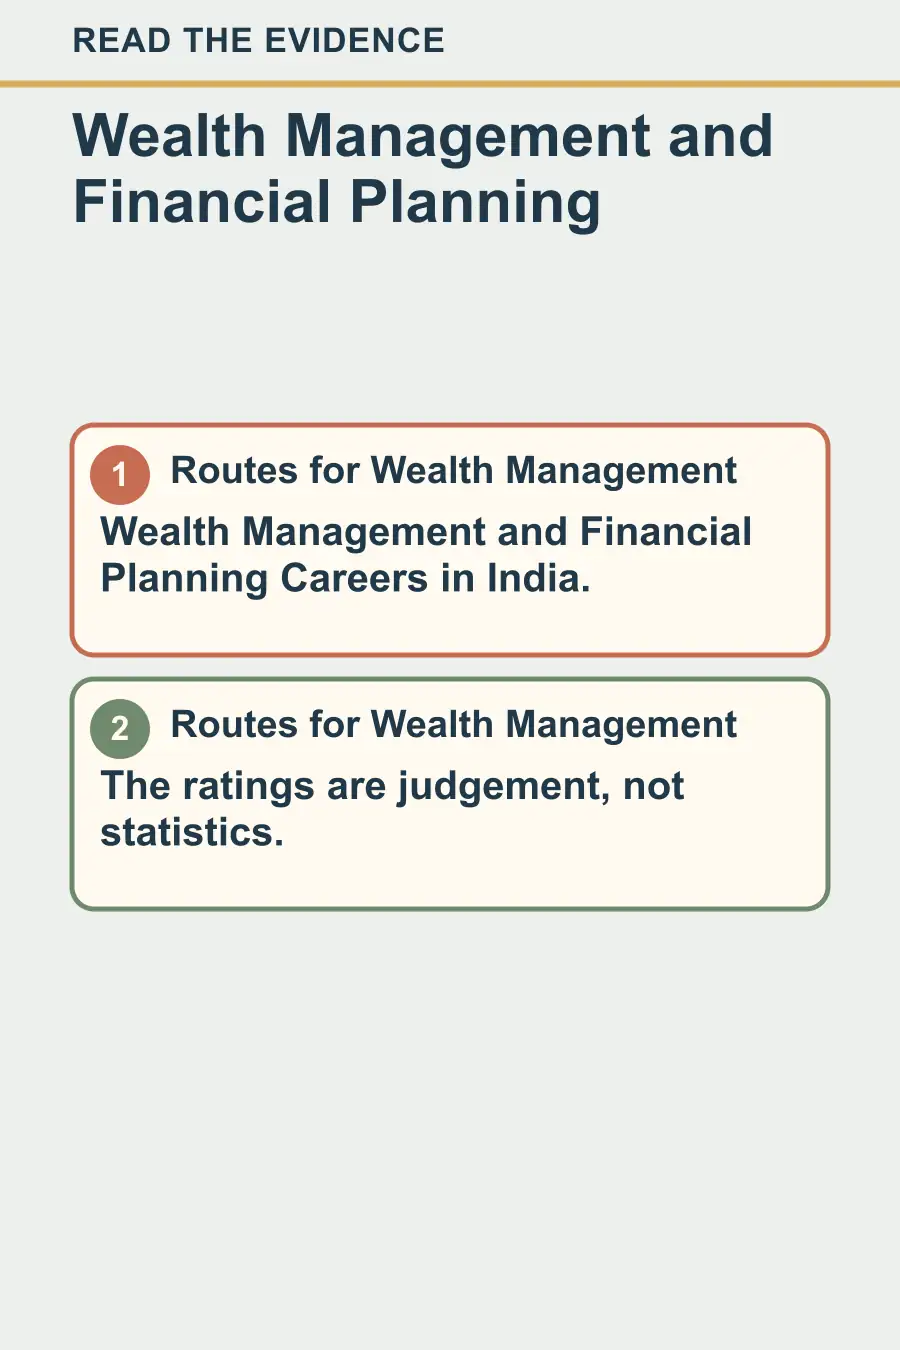 READ THE EVIDENCE
Wealth Management and
Financial Planning
1 Routes for Wealth Management
Wealth Management and Financial
Planning Careers in India.
2 Routes for Wealth Management
The ratings are judgement, not
statistics.